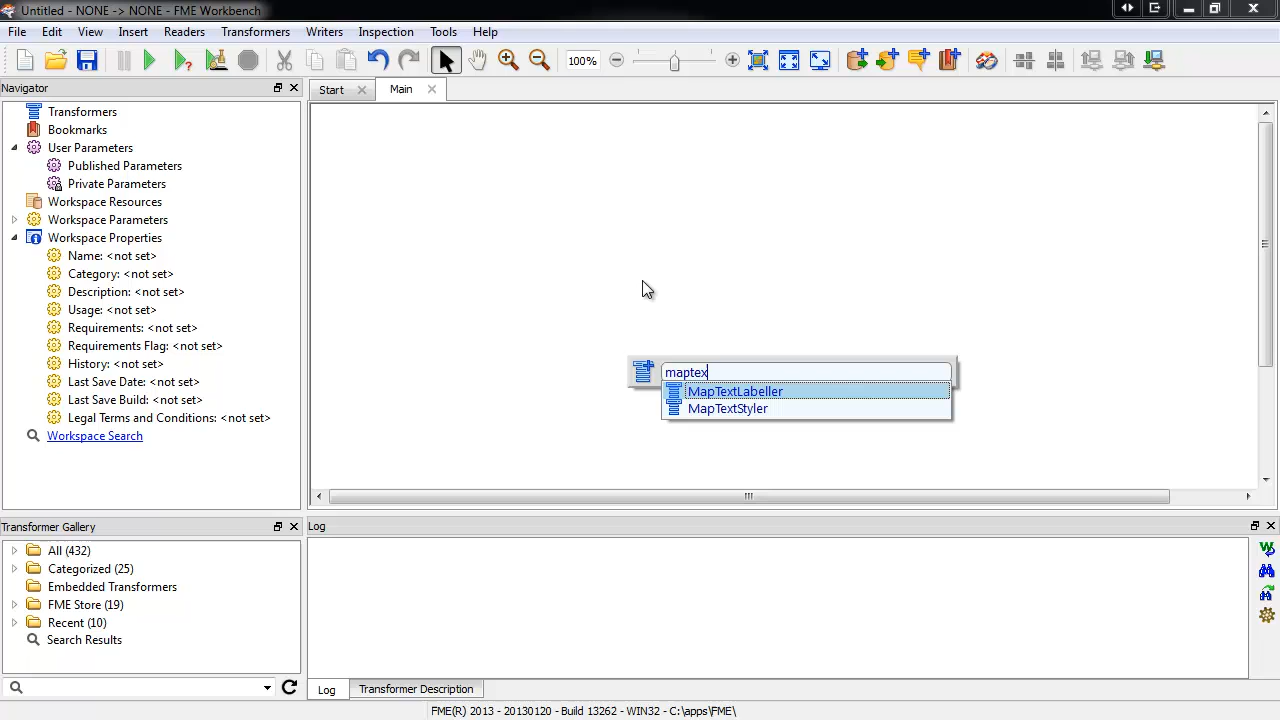 Untitled - NONE -> NONE - FME Workbench
File Edit View Insert Readers Transformers Writers Inspection Tools Help
100%
Navigator
Transformers
Bookmarks
User Parameters
Published Parameters
Private Parameters
Workspace Resources
Workspace Parameters
Workspace Properties
Name: <not set>
Category: <not set>
Description: <not set>
Usage: <not set>
Requirements: <not set>
Requirements Flag: <not set>
History: <not set>
Last Save Date: <not set>
Last Save Build: <not set>
Legal Terms and Conditions: <not set>
Workspace Search
Start Main
maptex
MapTextLabeller
MapTextStyler
Transformer Gallery
All (432)
Categorized (25)
Embedded Transformers
FME Store (19)
Recent (10)
Search Results
Log
Log Transformer Description
FME(R) 2013 - 20130120 - Build 13262 - WIN32 - C:\apps\FME\